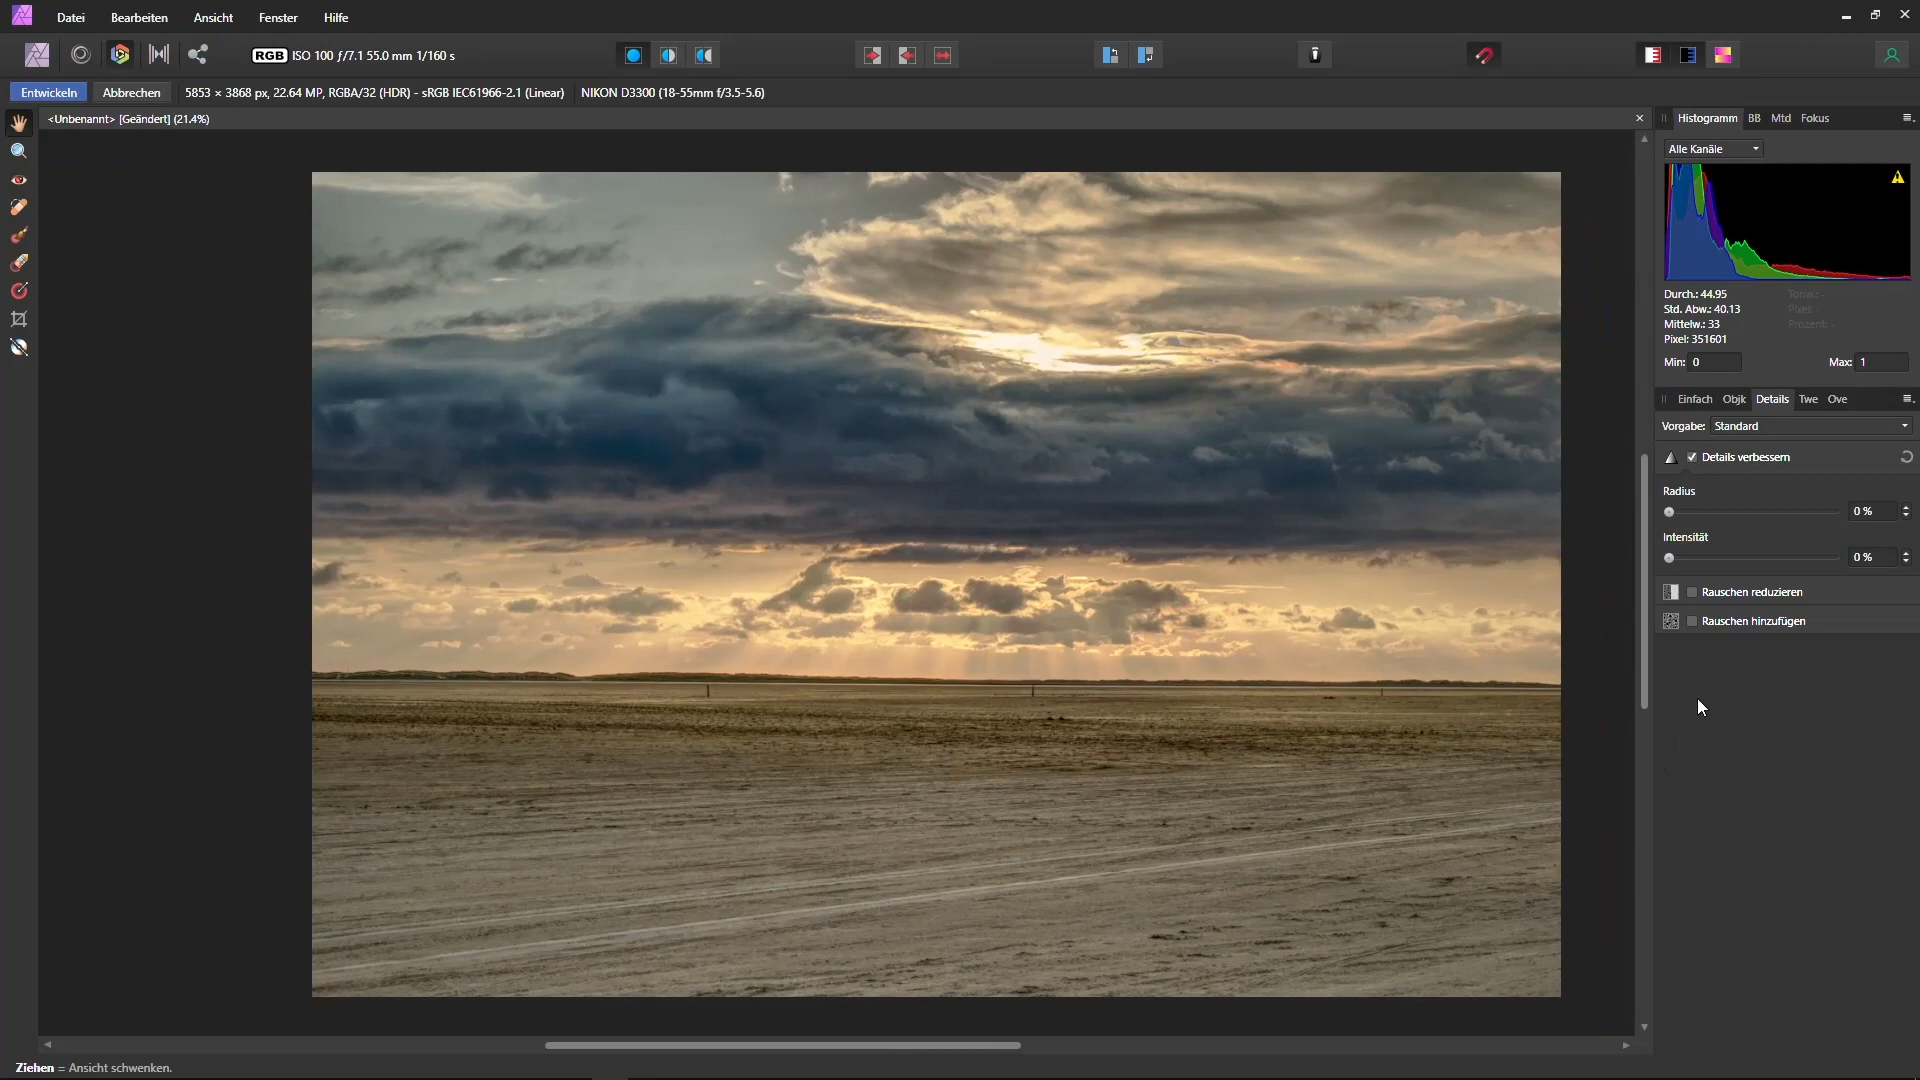 Datei Bearbeiten Ansicht Fenster Hilfe
RGB ISO 100 ƒ/7.1 55.0 mm 1/160 s
Entwickeln Abbrechen 5853 × 3868 px, 22.64 MP, RGBA/32 (HDR) - sRGB IEC61966-2.1 (Linear) NIKON D3300 (18-55mm f/3.5-5.6)
<Unbenannt> [Geändert] (21.4%)
Histogramm BB Mtd Fokus
Alle Kanäle
Durch.: 44.95 Tonw.: -
Std. Abw.: 40.13 Pixel: -
Mittelw.: 33 Prozent: -
Pixel: 351601
Min: 0 Max: 1
Einfach Objk Details Twe Ove
Vorgabe: Standard
Details verbessern
Radius
0 %
Intensität
0 %
Rauschen reduzieren
Rauschen hinzufügen
Ziehen = Ansicht schwenken.